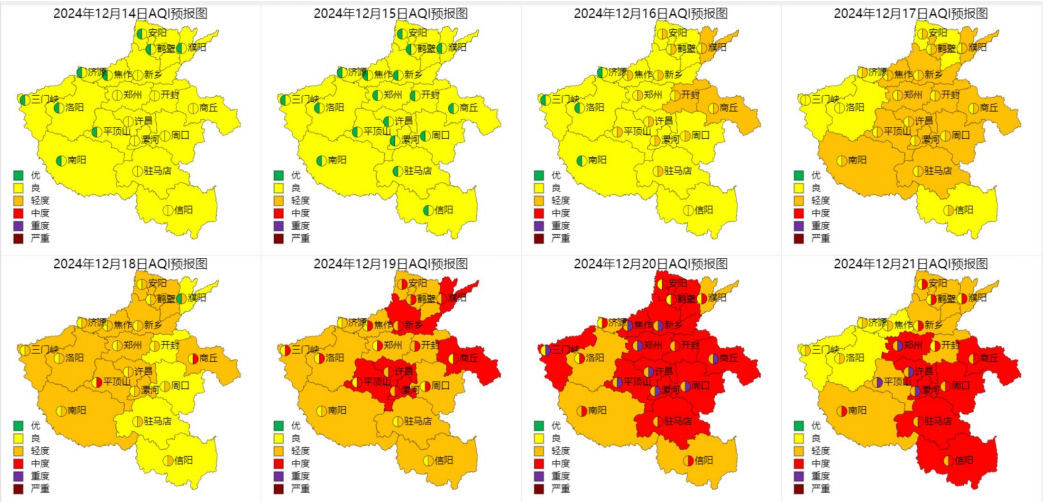 2024年12月14日AQI预报图
安阳
鹤壁
濮阳
济源
焦作
新乡
三门峡
洛阳
郑州
开封
商丘
许昌
平顶山
漯河
周口
南阳
驻马店
信阳
优
良
轻度
中度
重度
严重
2024年12月15日AQI预报图
安阳
鹤壁
濮阳
济源
焦作
新乡
三门峡
洛阳
郑州
开封
商丘
许昌
平顶山
漯河
周口
南阳
驻马店
信阳
优
良
轻度
中度
重度
严重
2024年12月16日AQI预报图
安阳
鹤壁
濮阳
济源
焦作
新乡
三门峡
洛阳
郑州
开封
商丘
许昌
平顶山
漯河
周口
南阳
驻马店
信阳
优
良
轻度
中度
重度
严重
2024年12月17日AQI预报图
安阳
鹤壁
濮阳
济源
焦作
新乡
三门峡
洛阳
郑州
开封
商丘
许昌
平顶山
漯河
周口
南阳
驻马店
信阳
优
良
轻度
中度
重度
严重
2024年12月18日AQI预报图
安阳
鹤壁
濮阳
济源
焦作
新乡
三门峡
洛阳
郑州
开封
商丘
许昌
平顶山
漯河
周口
南阳
驻马店
信阳
优
良
轻度
中度
重度
严重
2024年12月19日AQI预报图
安阳
鹤壁
濮阳
济源
焦作
新乡
三门峡
洛阳
郑州
开封
商丘
许昌
平顶山
漯河
周口
南阳
驻马店
信阳
优
良
轻度
中度
重度
严重
2024年12月20日AQI预报图
安阳
鹤壁
濮阳
济源
焦作
新乡
三门峡
洛阳
郑州
开封
商丘
许昌
平顶山
漯河
周口
南阳
驻马店
信阳
优
良
轻度
中度
重度
严重
2024年12月21日AQI预报图
安阳
鹤壁
濮阳
济源
焦作
新乡
三门峡
洛阳
郑州
开封
商丘
许昌
平顶山
漯河
周口
南阳
驻马店
信阳
优
良
轻度
中度
重度
严重